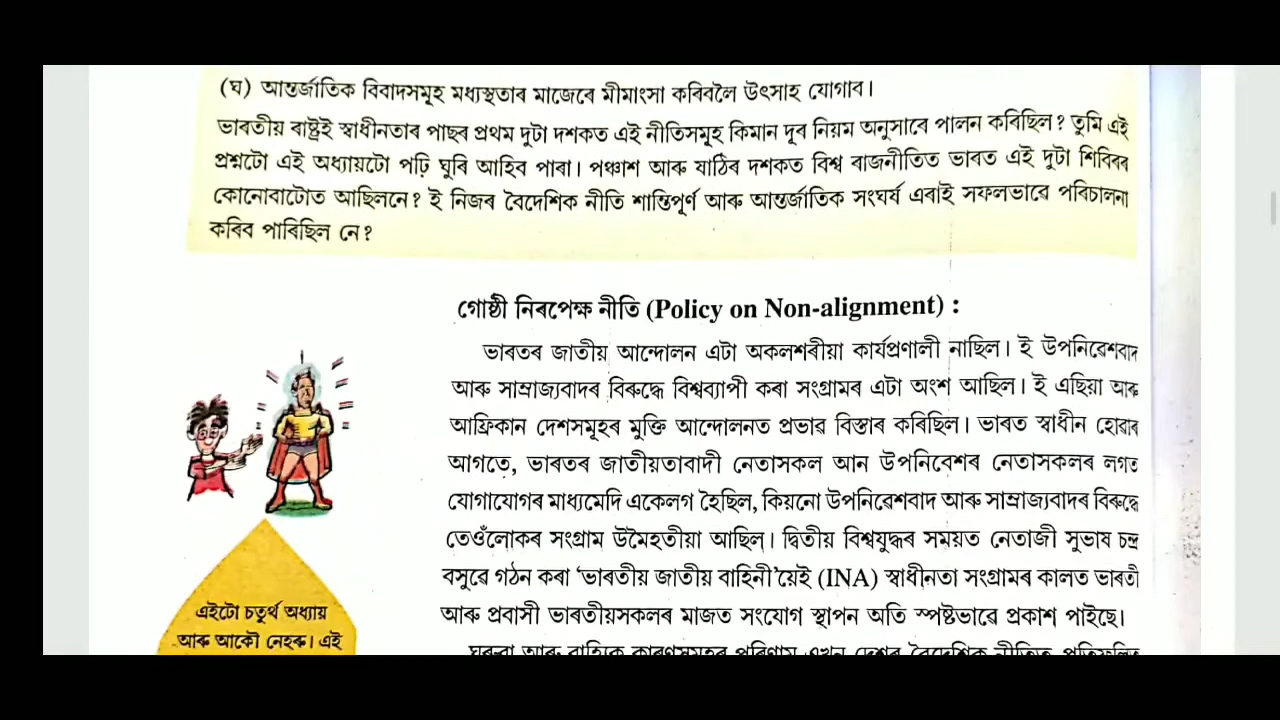 (ঘ) আন্তৰ্জাতিক বিবাদসমূহ মধ্যস্থতাৰ মাজেৰে মীমাংসা কৰিবলৈ উৎসাহ যোগাব।
ভাৰতীয় ৰাষ্ট্ৰই স্বাধীনতাৰ পাছৰ প্ৰথম দুটা দশকত এই নীতিসমূহ কিমান দূৰ নিয়ম অনুসাৰে পালন কৰিছিল? তুমি এই
প্ৰশ্নটো এই অধ্যায়টো পঢ়ি ঘুৰি আহিব পাৰা। পঞ্চাশ আৰু যাঠিৰ দশকত বিশ্ব ৰাজনীতিত ভাৰত এই দুটা শিবিৰৰ
কোনোবাটোত আছিলনে? ই নিজৰ বৈদেশিক নীতি শান্তিপূৰ্ণ আৰু আন্তৰ্জাতিক সংঘৰ্ষ এৰাই সফলভাৱে পৰিচালনা
কৰিব পাৰিছিল নে?
গোষ্ঠী নিৰপেক্ষ নীতি (Policy on Non-alignment) :
ভাৰতৰ জাতীয় আন্দোলন এটা অকলশৰীয়া কাৰ্যপ্ৰণালী নাছিল। ই উপনিৱেশবাদ
আৰু সাম্ৰাজ্যবাদৰ বিৰুদ্ধে বিশ্বব্যাপী কৰা সংগ্ৰামৰ এটা অংশ আছিল। ই এছিয়া আৰু
আফ্ৰিকান দেশসমূহৰ মুক্তি আন্দোলনত প্ৰভাৱ বিস্তাৰ কৰিছিল। ভাৰত স্বাধীন হোৱাৰ
আগতে, ভাৰতৰ জাতীয়তাবাদী নেতাসকল আন উপনিবেশৰ নেতাসকলৰ লগত
যোগাযোগৰ মাধ্যমেদি একেলগ হৈছিল, কিয়নো উপনিৱেশবাদ আৰু সাম্ৰাজ্যবাদৰ বিৰুদ্ধে
তেওঁলোকৰ সংগ্ৰাম উমৈহতীয়া আছিল। দ্বিতীয় বিশ্বযুদ্ধৰ সময়ত নেতাজী সুভাষ চন্দ্ৰ
বসুৱে গঠন কৰা ‘ভাৰতীয় জাতীয় বাহিনী’য়েই (INA) স্বাধীনতা সংগ্ৰামৰ কালত ভাৰতী
আৰু প্ৰবাসী ভাৰতীয়সকলৰ মাজত সংযোগ স্থাপন অতি স্পষ্টভাৱে প্ৰকাশ পাইছে।
এইটো চতুৰ্থ অধ্যায়
আৰু আকৌ নেহৰু। এই